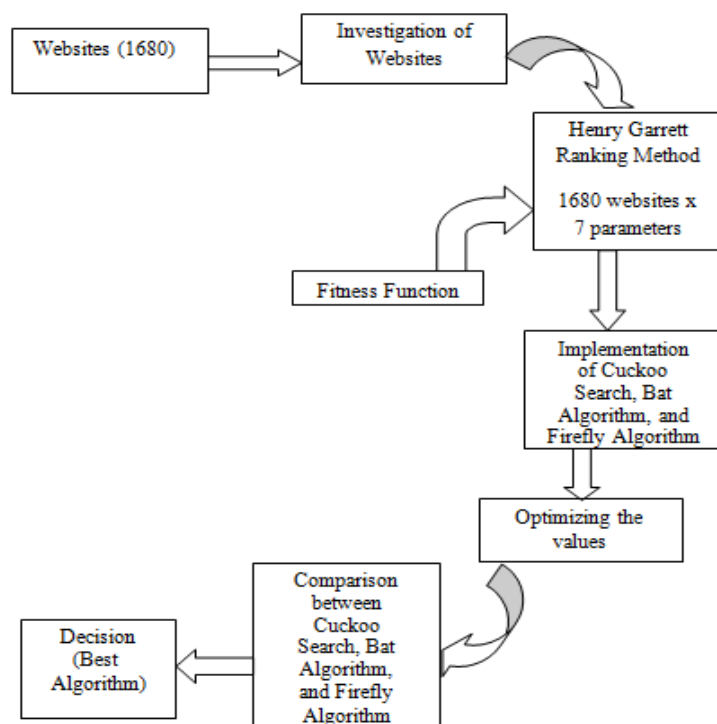 Websites (1680)
Investigation of
Websites
Henry Garrett
Ranking Method
1680 websites x
7 parameters
Fitness Function
Implementation
of Cuckoo
Search, Bat
Algorithm, and
Firefly Algorithm
Optimizing the
values
Comparison
between
Cuckoo
Search, Bat
Algorithm,
and Firefly
Algorithm
Decision
(Best
Algorithm)